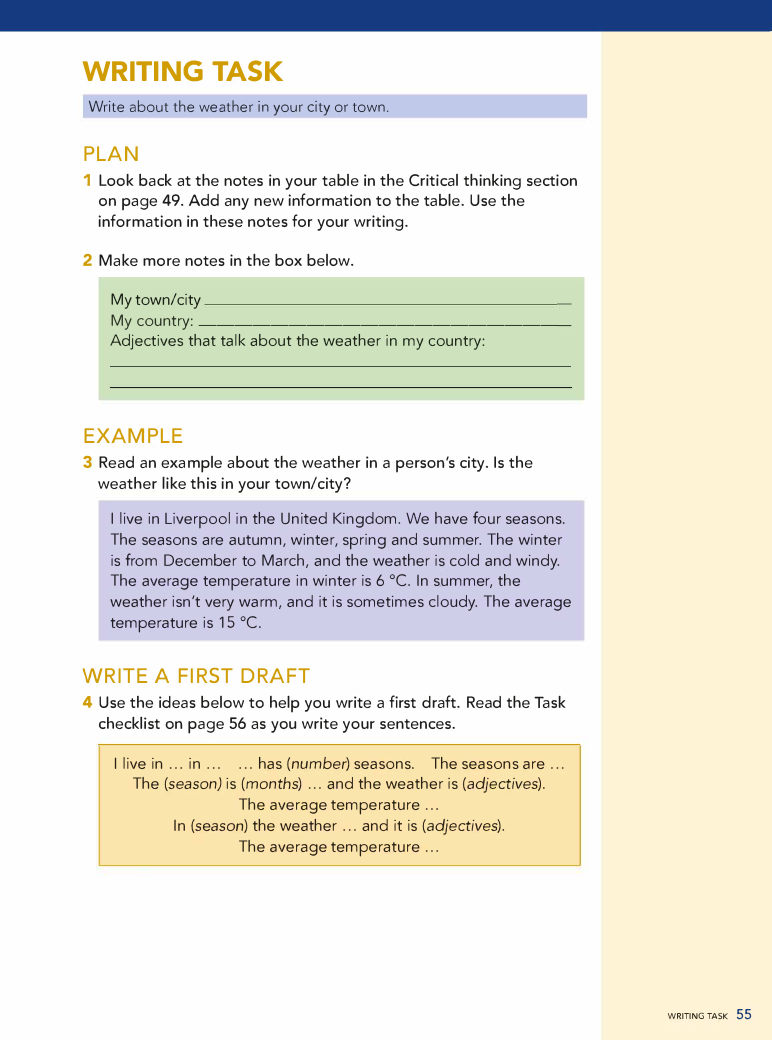 WRITING TASK
Write about the weather in your city or town.
PLAN
1 Look back at the notes in your table in the Critical thinking section
on page 49. Add any new information to the table. Use the
information in these notes for your writing.
2 Make more notes in the box below.
My town/city
My country:
Adjectives that talk about the weather in my country:
EXAMPLE
3 Read an example about the weather in a person's city. Is the
weather like this in your town/city?
I live in Liverpool in the United Kingdom. We have four seasons.
The seasons are autumn, winter, spring and summer. The winter
is from December to March, and the weather is cold and windy.
The average temperature in winter is 6 °C. In summer, the
weather isn't very warm, and it is sometimes cloudy. The average
temperature is 15 °C.
WRITE A FIRST DRAFT
4 Use the ideas below to help you write a first draft. Read the Task
checklist on page 56 as you write your sentences.
I live in … in … … has (number) seasons. The seasons are …
The (season) is (months) … and the weather is (adjectives).
The average temperature …
In (season) the weather … and it is (adjectives).
The average temperature …
WRITING TASK 55